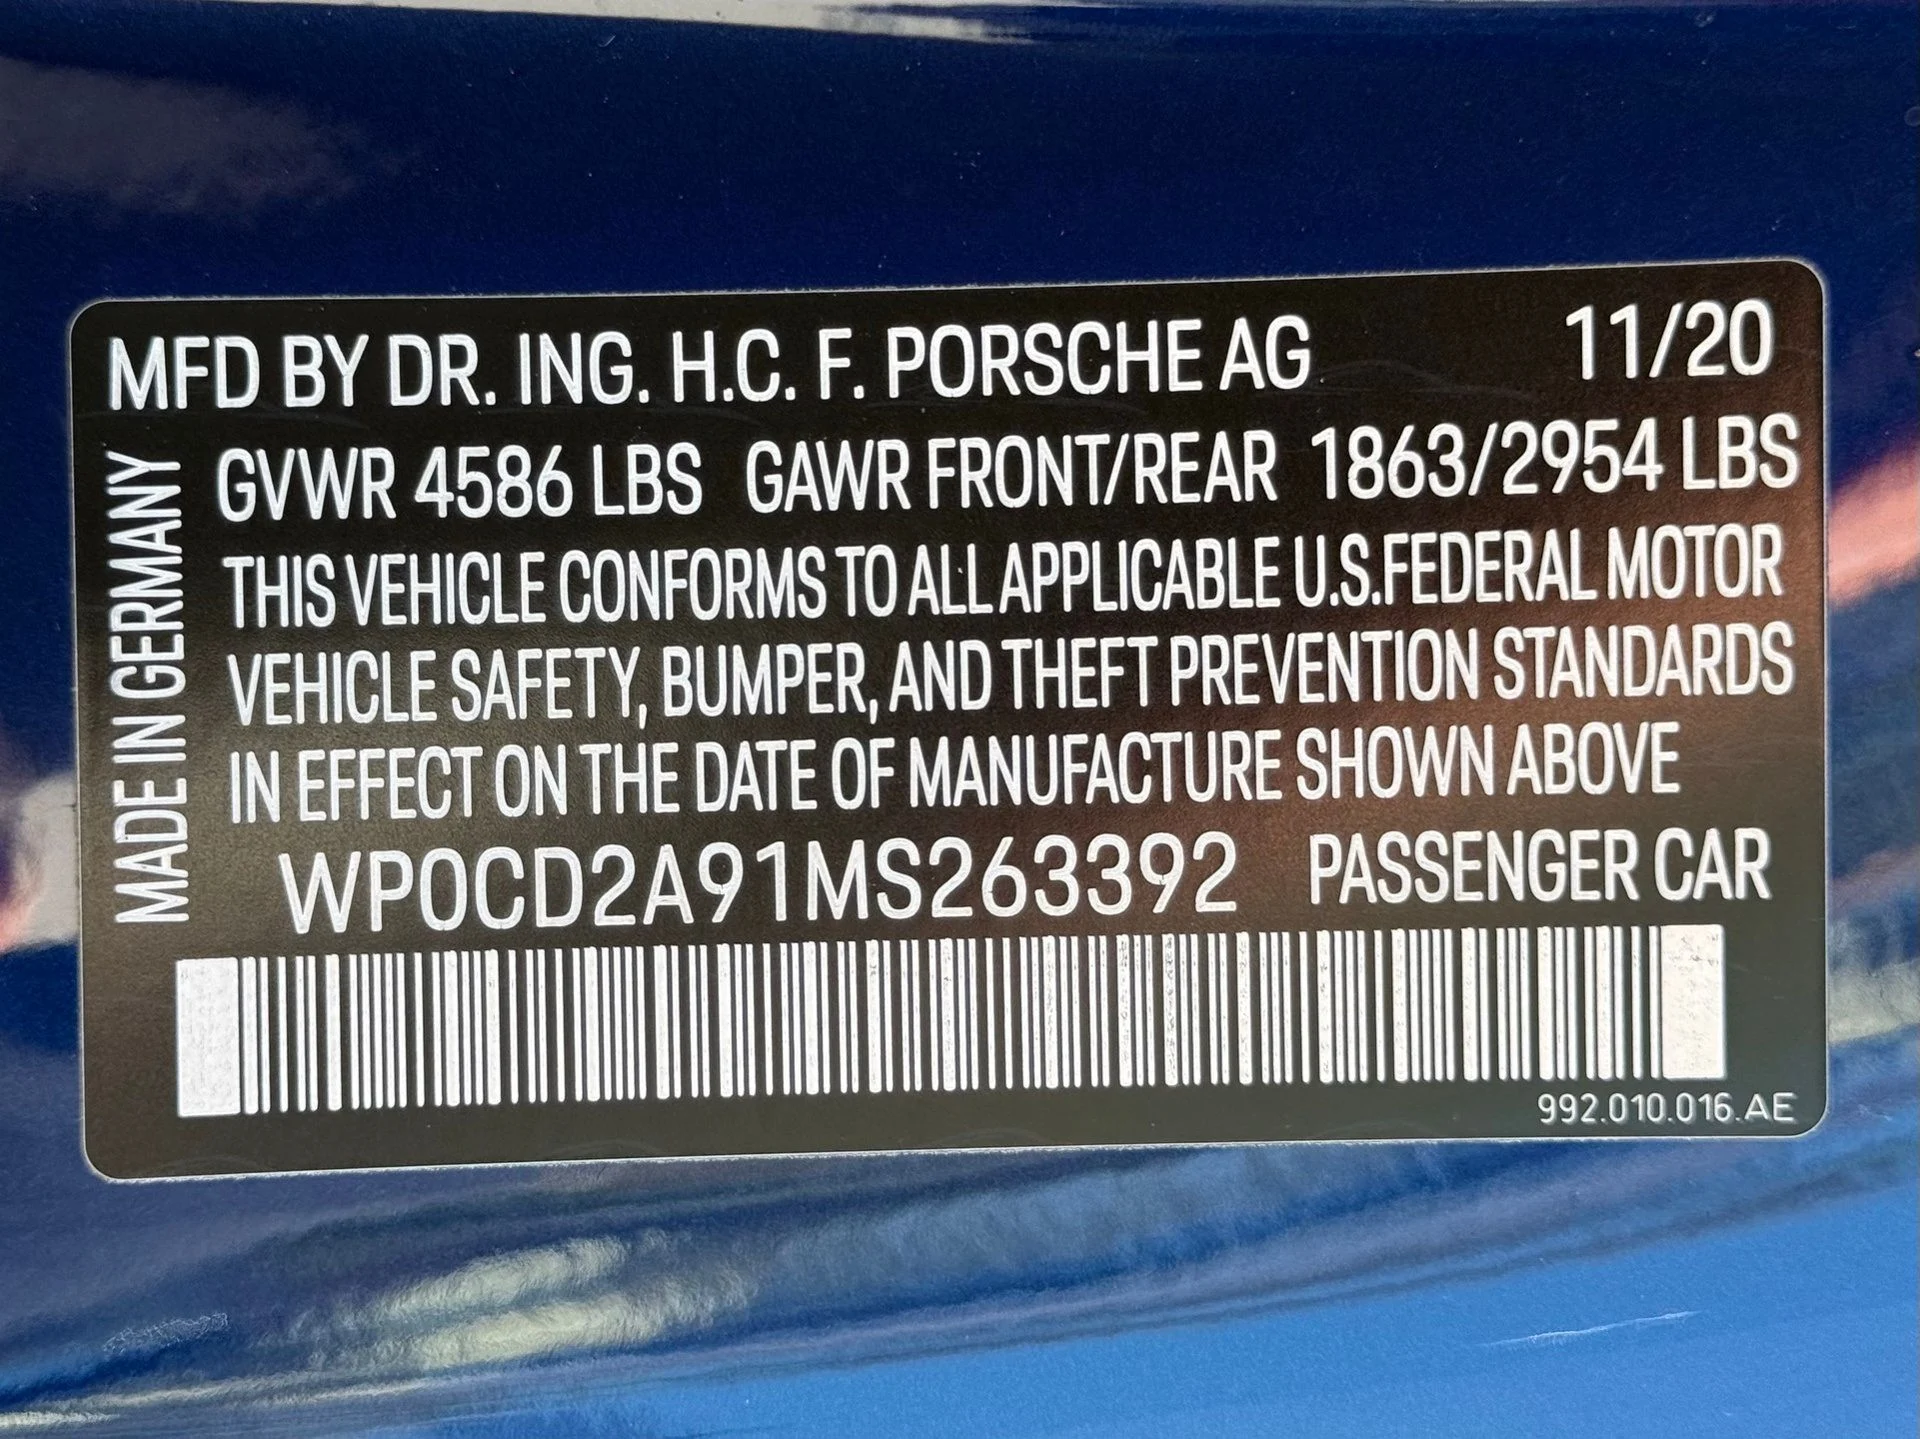 MFD BY DR. ING. H.C. F. PORSCHE AG 11/20
GVWR 4586 LBS GAWR FRONT/REAR 1863/2954 LBS
THIS VEHICLE CONFORMS TO ALL APPLICABLE U.S.FEDERAL MOTOR
VEHICLE SAFETY, BUMPER, AND THEFT PREVENTION STANDARDS
IN EFFECT ON THE DATE OF MANUFACTURE SHOWN ABOVE
WP0CD2A91MS263392 PASSENGER CAR
MADE IN GERMANY
992.010.016.AE